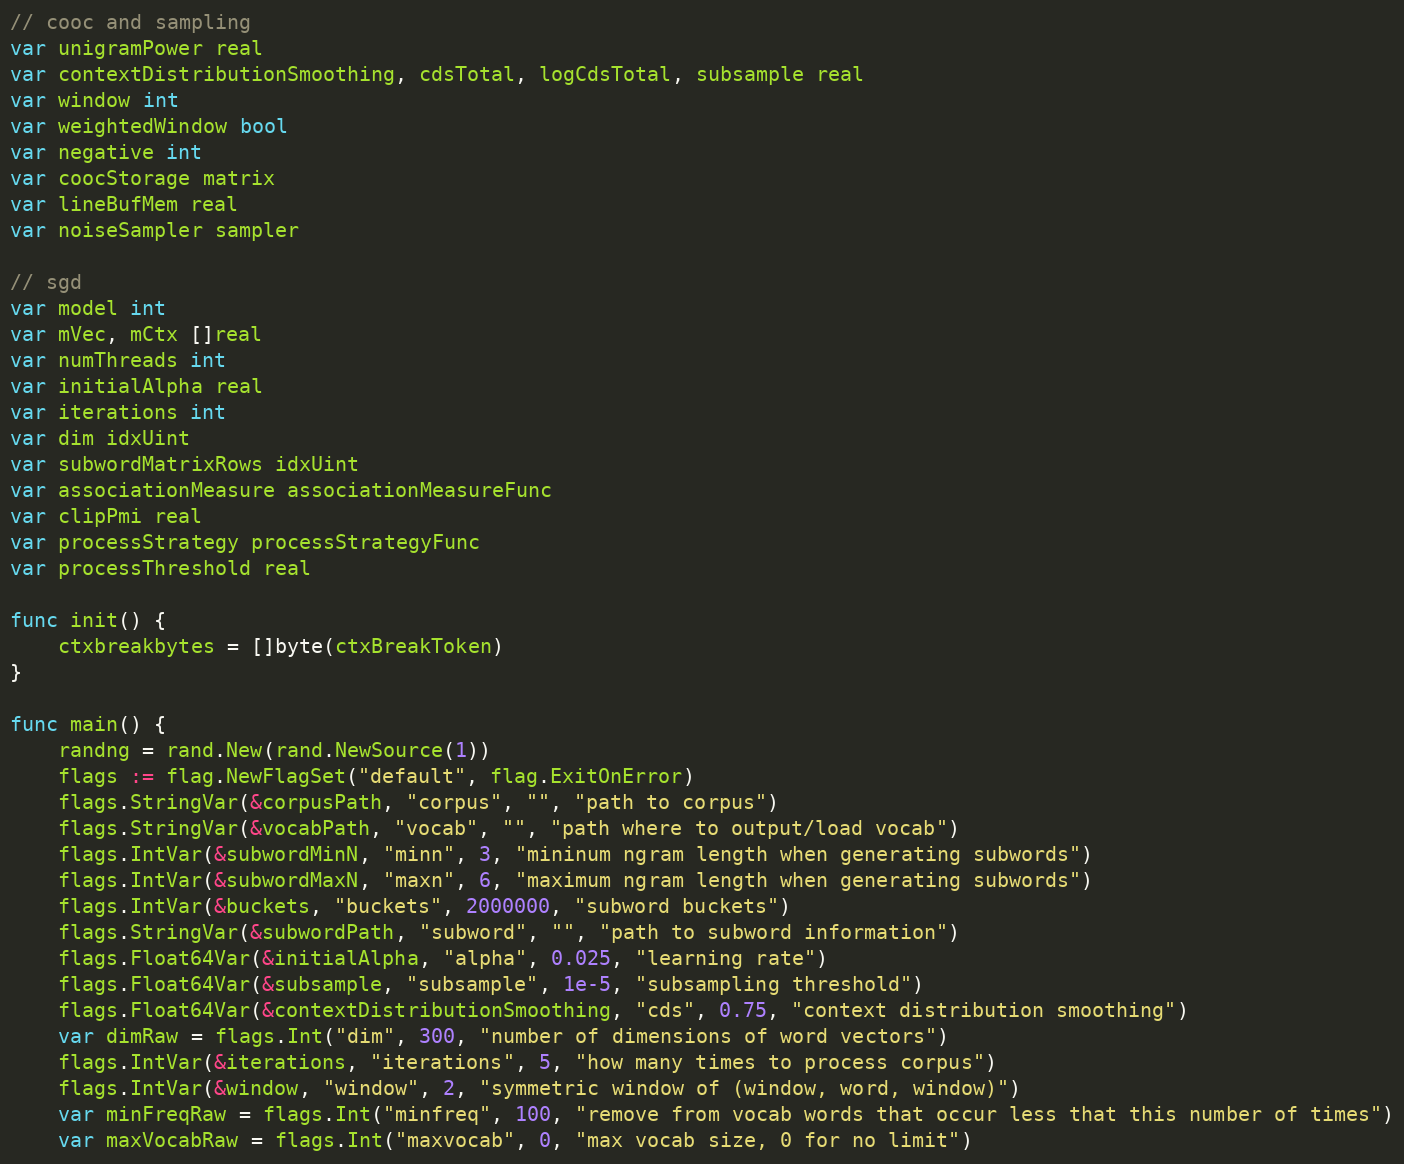 // cooc and sampling
var unigramPower real
var contextDistributionSmoothing, cdsTotal, logCdsTotal, subsample real
var window int
var weightedWindow bool
var negative int
var coocStorage matrix
var lineBufMem real
var noiseSampler sampler

// sgd
var model int
var mVec, mCtx []real
var numThreads int
var initialAlpha real
var iterations int
var dim idxUint
var subwordMatrixRows idxUint
var associationMeasure associationMeasureFunc
var clipPmi real
var processStrategy processStrategyFunc
var processThreshold real

func init() {
    ctxbreakbytes = []byte(ctxBreakToken)
}

func main() {
    randng = rand.New(rand.NewSource(1))
    flags := flag.NewFlagSet("default", flag.ExitOnError)
    flags.StringVar(&corpusPath, "corpus", "", "path to corpus")
    flags.StringVar(&vocabPath, "vocab", "", "path where to output/load vocab")
    flags.IntVar(&subwordMinN, "minn", 3, "mininum ngram length when generating subwords")
    flags.IntVar(&subwordMaxN, "maxn", 6, "maximum ngram length when generating subwords")
    flags.IntVar(&buckets, "buckets", 2000000, "subword buckets")
    flags.StringVar(&subwordPath, "subword", "", "path to subword information")
    flags.Float64Var(&initialAlpha, "alpha", 0.025, "learning rate")
    flags.Float64Var(&subsample, "subsample", 1e-5, "subsampling threshold")
    flags.Float64Var(&contextDistributionSmoothing, "cds", 0.75, "context distribution smoothing")
    var dimRaw = flags.Int("dim", 300, "number of dimensions of word vectors")
    flags.IntVar(&iterations, "iterations", 5, "how many times to process corpus")
    flags.IntVar(&window, "window", 2, "symmetric window of (window, word, window)")
    var minFreqRaw = flags.Int("minfreq", 100, "remove from vocab words that occur less that this number of times")
    var maxVocabRaw = flags.Int("maxvocab", 0, "max vocab size, 0 for no limit")